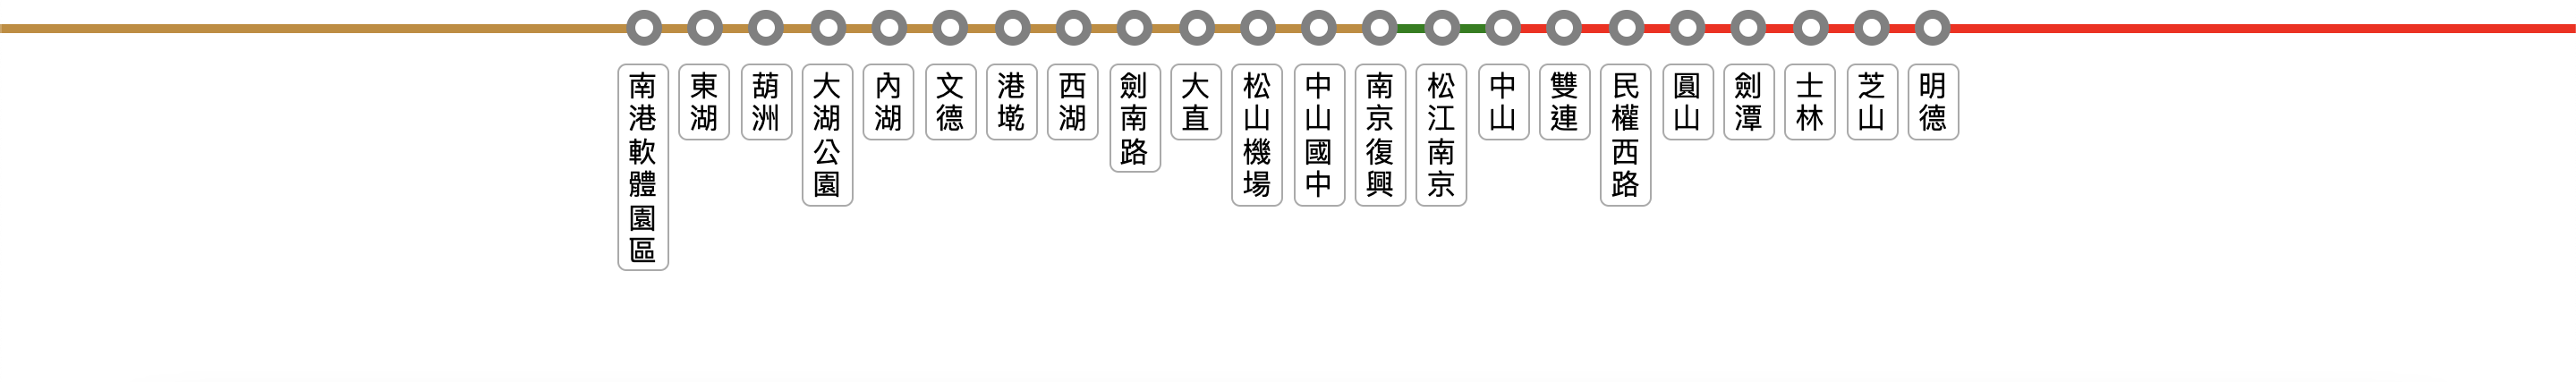 南港軟體園區
東湖
葫洲
大湖公園
內湖
文德
港墘
西湖
劍南路
大直
松山機場
中山國中
南京復興
松江南京
中山
雙連
民權西路
圓山
劍潭
士林
芝山
明德